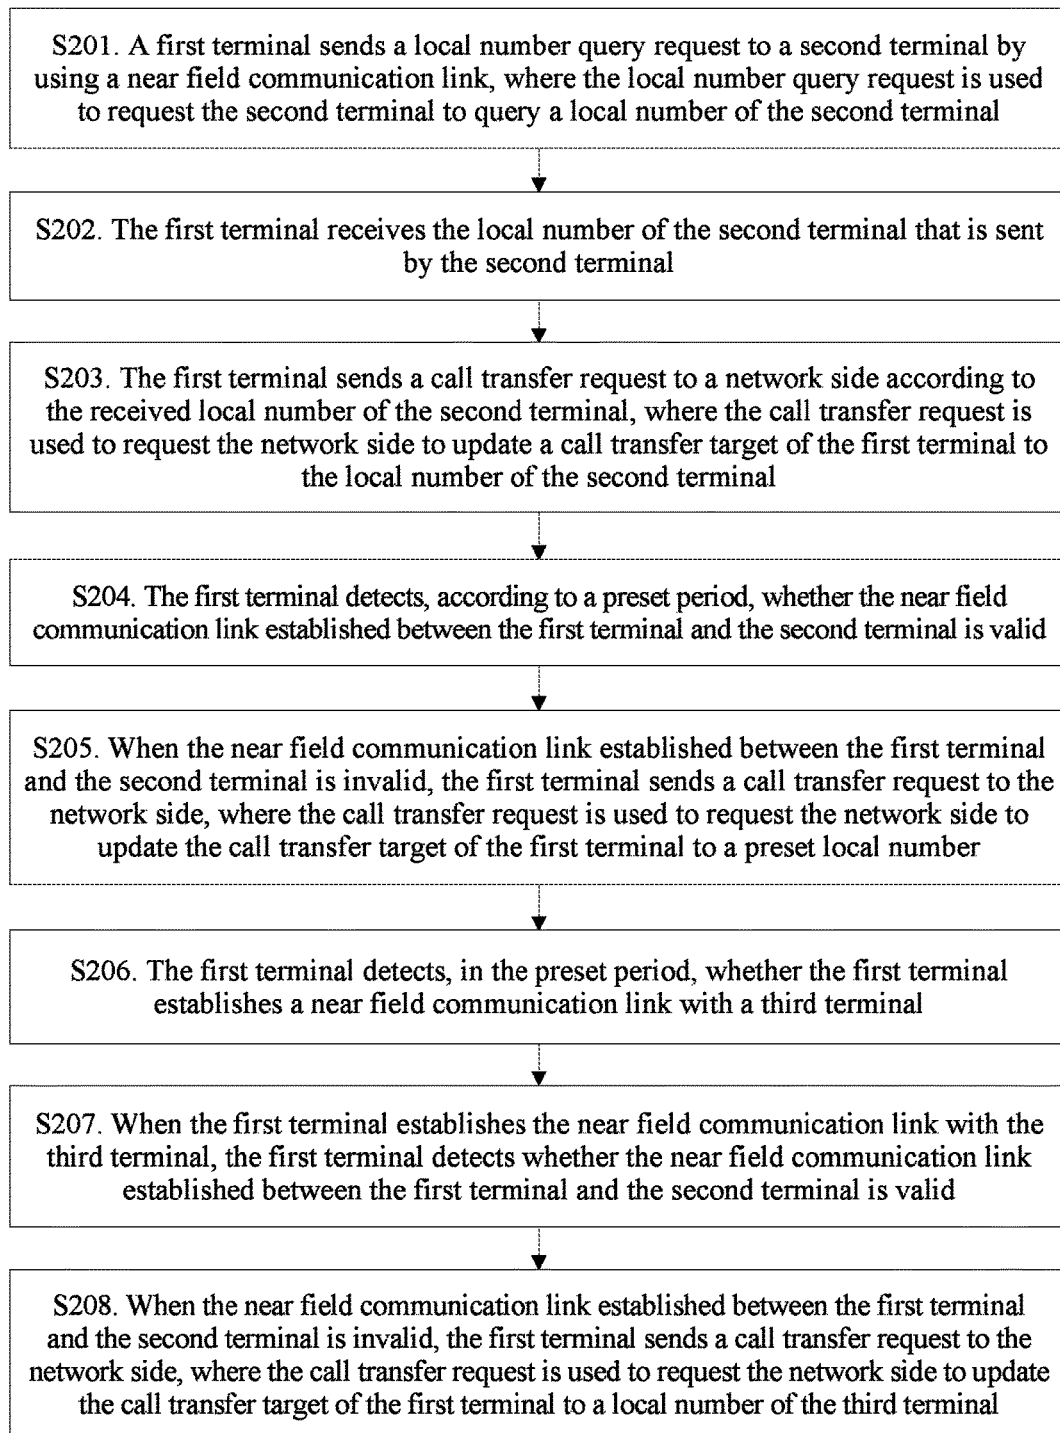 S201. A first terminal sends a local number query request to a second terminal by
using a near field communication link, where the local number query request is used
to request the second terminal to query a local number of the second terminal
S202. The first terminal receives the local number of the second terminal that is sent
by the second terminal
S203. The first terminal sends a call transfer request to a network side according to
the received local number of the second terminal, where the call transfer request is
used to request the network side to update a call transfer target of the first terminal to
the local number of the second terminal
S204. The first terminal detects, according to a preset period, whether the near field
communication link established between the first terminal and the second terminal is valid
S205. When the near field communication link established between the first terminal
and the second terminal is invalid, the first terminal sends a call transfer request to the
network side, where the call transfer request is used to request the network side to
update the call transfer target of the first terminal to a preset local number
S206. The first terminal detects, in the preset period, whether the first terminal
establishes a near field communication link with a third terminal
S207. When the first terminal establishes the near field communication link with the
third terminal, the first terminal detects whether the near field communication link
established between the first terminal and the second terminal is valid
S208. When the near field communication link established between the first terminal
and the second terminal is invalid, the first terminal sends a call transfer request to the
network side, where the call transfer request is used to request the network side to update
the call transfer target of the first terminal to a local number of the third terminal